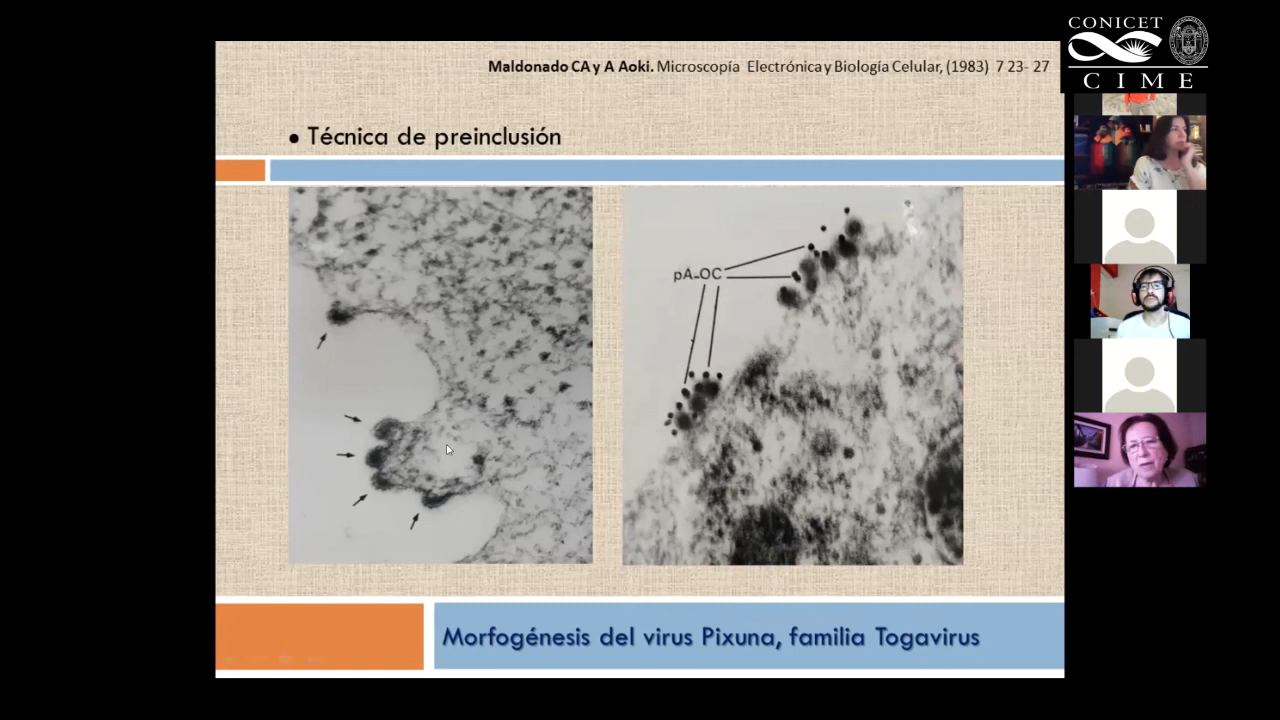 CONICET
CIME
Maldonado CA y A Aoki. Microscopía Electrónica y Biología Celular, (1983) 7 23- 27
• Técnica de preinclusión
pA-OC
Morfogénesis del virus Pixuna, familia Togavirus